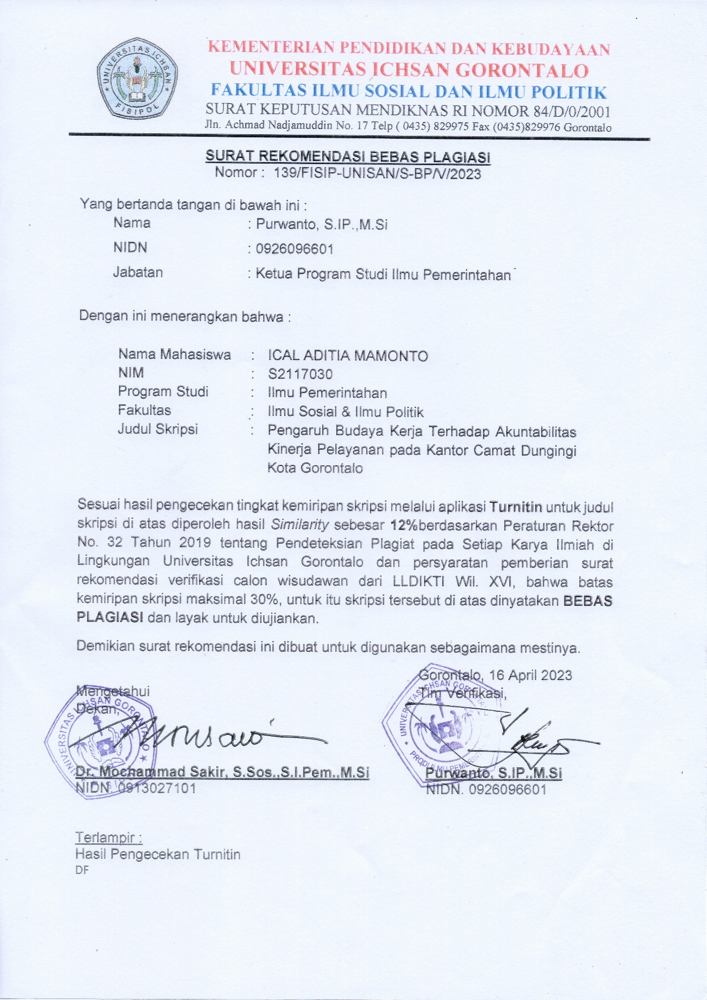 UNIVERSITAS ICHSAN
FISIPOL
KEMENTERIAN PENDIDIKAN DAN KEBUDAYAAN
UNIVERSITAS ICHSAN GORONTALO
FAKULTAS ILMU SOSIAL DAN ILMU POLITIK
SURAT KEPUTUSAN MENDIKNAS RI NOMOR 84/D/0/2001
Jln. Achmad Nadjamuddin No. 17 Telp ( 0435) 829975 Fax (0435)829976 Gorontalo
SURAT REKOMENDASI BEBAS PLAGIASI
Nomor : 139/FISIP-UNISAN/S-BP/V/2023
Yang bertanda tangan di bawah ini :
Nama : Purwanto, S.IP.,M.Si
NIDN : 0926096601
Jabatan : Ketua Program Studi Ilmu Pemerintahan
Dengan ini menerangkan bahwa :
Nama Mahasiswa : ICAL ADITIA MAMONTO
NIM : S2117030
Program Studi : Ilmu Pemerintahan
Fakultas : Ilmu Sosial & Ilmu Politik
Judul Skripsi : Pengaruh Budaya Kerja Terhadap Akuntabilitas
Kinerja Pelayanan pada Kantor Camat Dungingi
Kota Gorontalo
Sesuai hasil pengecekan tingkat kemiripan skripsi melalui aplikasi Turnitin untuk judul
skripsi di atas diperoleh hasil Similarity sebesar 12%berdasarkan Peraturan Rektor
No. 32 Tahun 2019 tentang Pendeteksian Plagiat pada Setiap Karya Ilmiah di
Lingkungan Universitas Ichsan Gorontalo dan persyaratan pemberian surat
rekomendasi verifikasi calon wisudawan dari LLDIKTI Wil. XVI, bahwa batas
kemiripan skripsi maksimal 30%, untuk itu skripsi tersebut di atas dinyatakan BEBAS
PLAGIASI dan layak untuk diujiankan.
Demikian surat rekomendasi ini dibuat untuk digunakan sebagaimana mestinya.
Gorontalo, 16 April 2023
Mengetahui
Tim Verifikasi,
Dekan,
UNIVERSITAS ICHSAN GORONTALO
UNIVERSITAS ICHSAN
PRODI ILMU
Dr. Mochammad Sakir, S.Sos.,S.I.Pem.,M.Si
Purwanto, S.IP.,M.Si
NIDN. 0913027101
NIDN. 0926096601
Terlampir :
Hasil Pengecekan Turnitin
DF